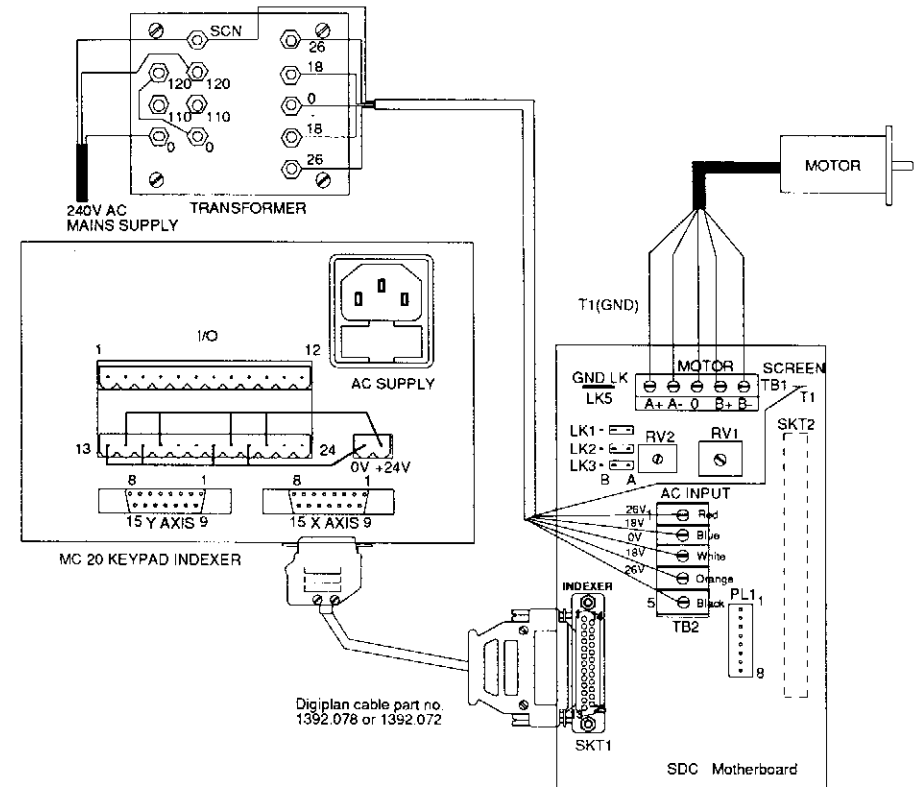 SCN
26
120
120
18
110
110
0
0
0
18
26
240V AC
MAINS SUPPLY
TRANSFORMER
MOTOR
I/O
1
12
AC SUPPLY
13
24
0V +24V
8
1
8
1
15 Y AXIS 9
15 X AXIS 9
MC 20 KEYPAD INDEXER
T1(GND)
GND LK
LK5
MOTOR
SCREEN
TB1
T1
A+ A- 0 B+ B-
SKT2
LK1
LK2
LK3
B A
RV2
RV1
AC INPUT
26V 1 Red
18V Blue
0V White
18V Orange
26V
5 Black
TB2
PL1
1
8
INDEXER
1
13
25
SKT1
Digiplan cable part no.
1392.078 or 1392.072
SDC Motherboard